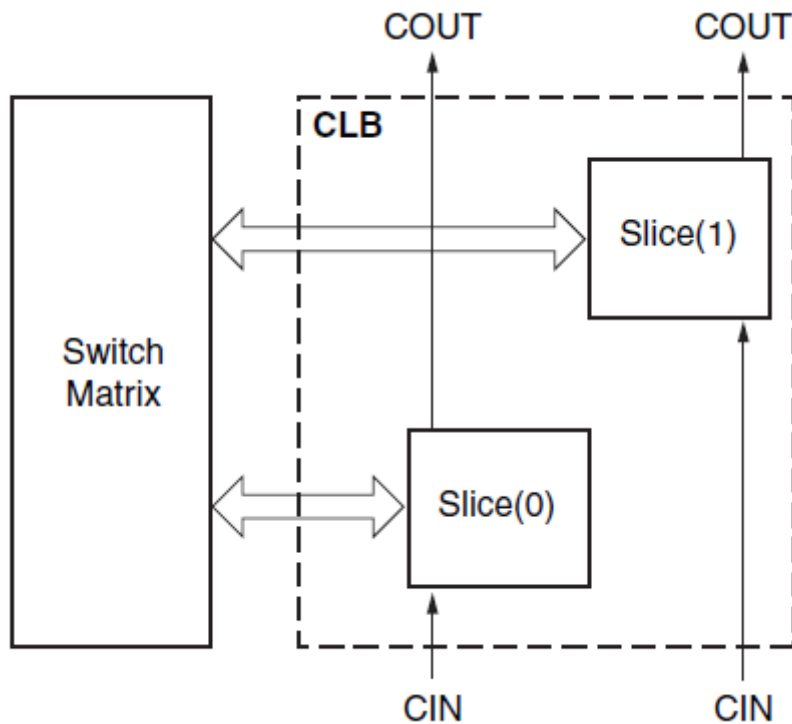 COUT
COUT
CLB
Slice(1)
Switch
Matrix
Slice(0)
CIN
CIN